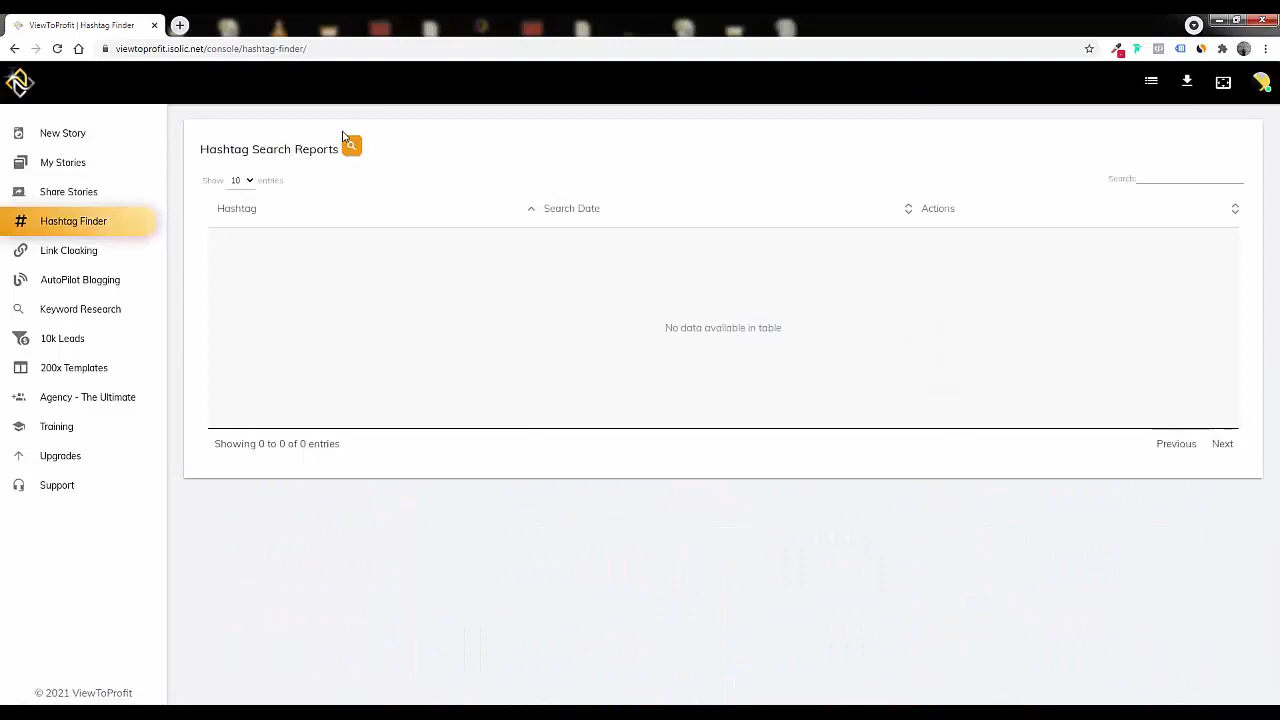 ViewToProfit | Hashtag Finder
viewtoprofit.isolic.net/console/hashtag-finder/
New Story
My Stories
Share Stories
Hashtag Finder
Link Cloaking
AutoPilot Blogging
Keyword Research
10k Leads
200x Templates
Agency - The Ultimate
Training
Upgrades
Support
© 2021 ViewToProfit
Hashtag Search Reports
Show 10 entries
Search:
Hashtag Search Date Actions
No data available in table
Showing 0 to 0 of 0 entries
Previous Next